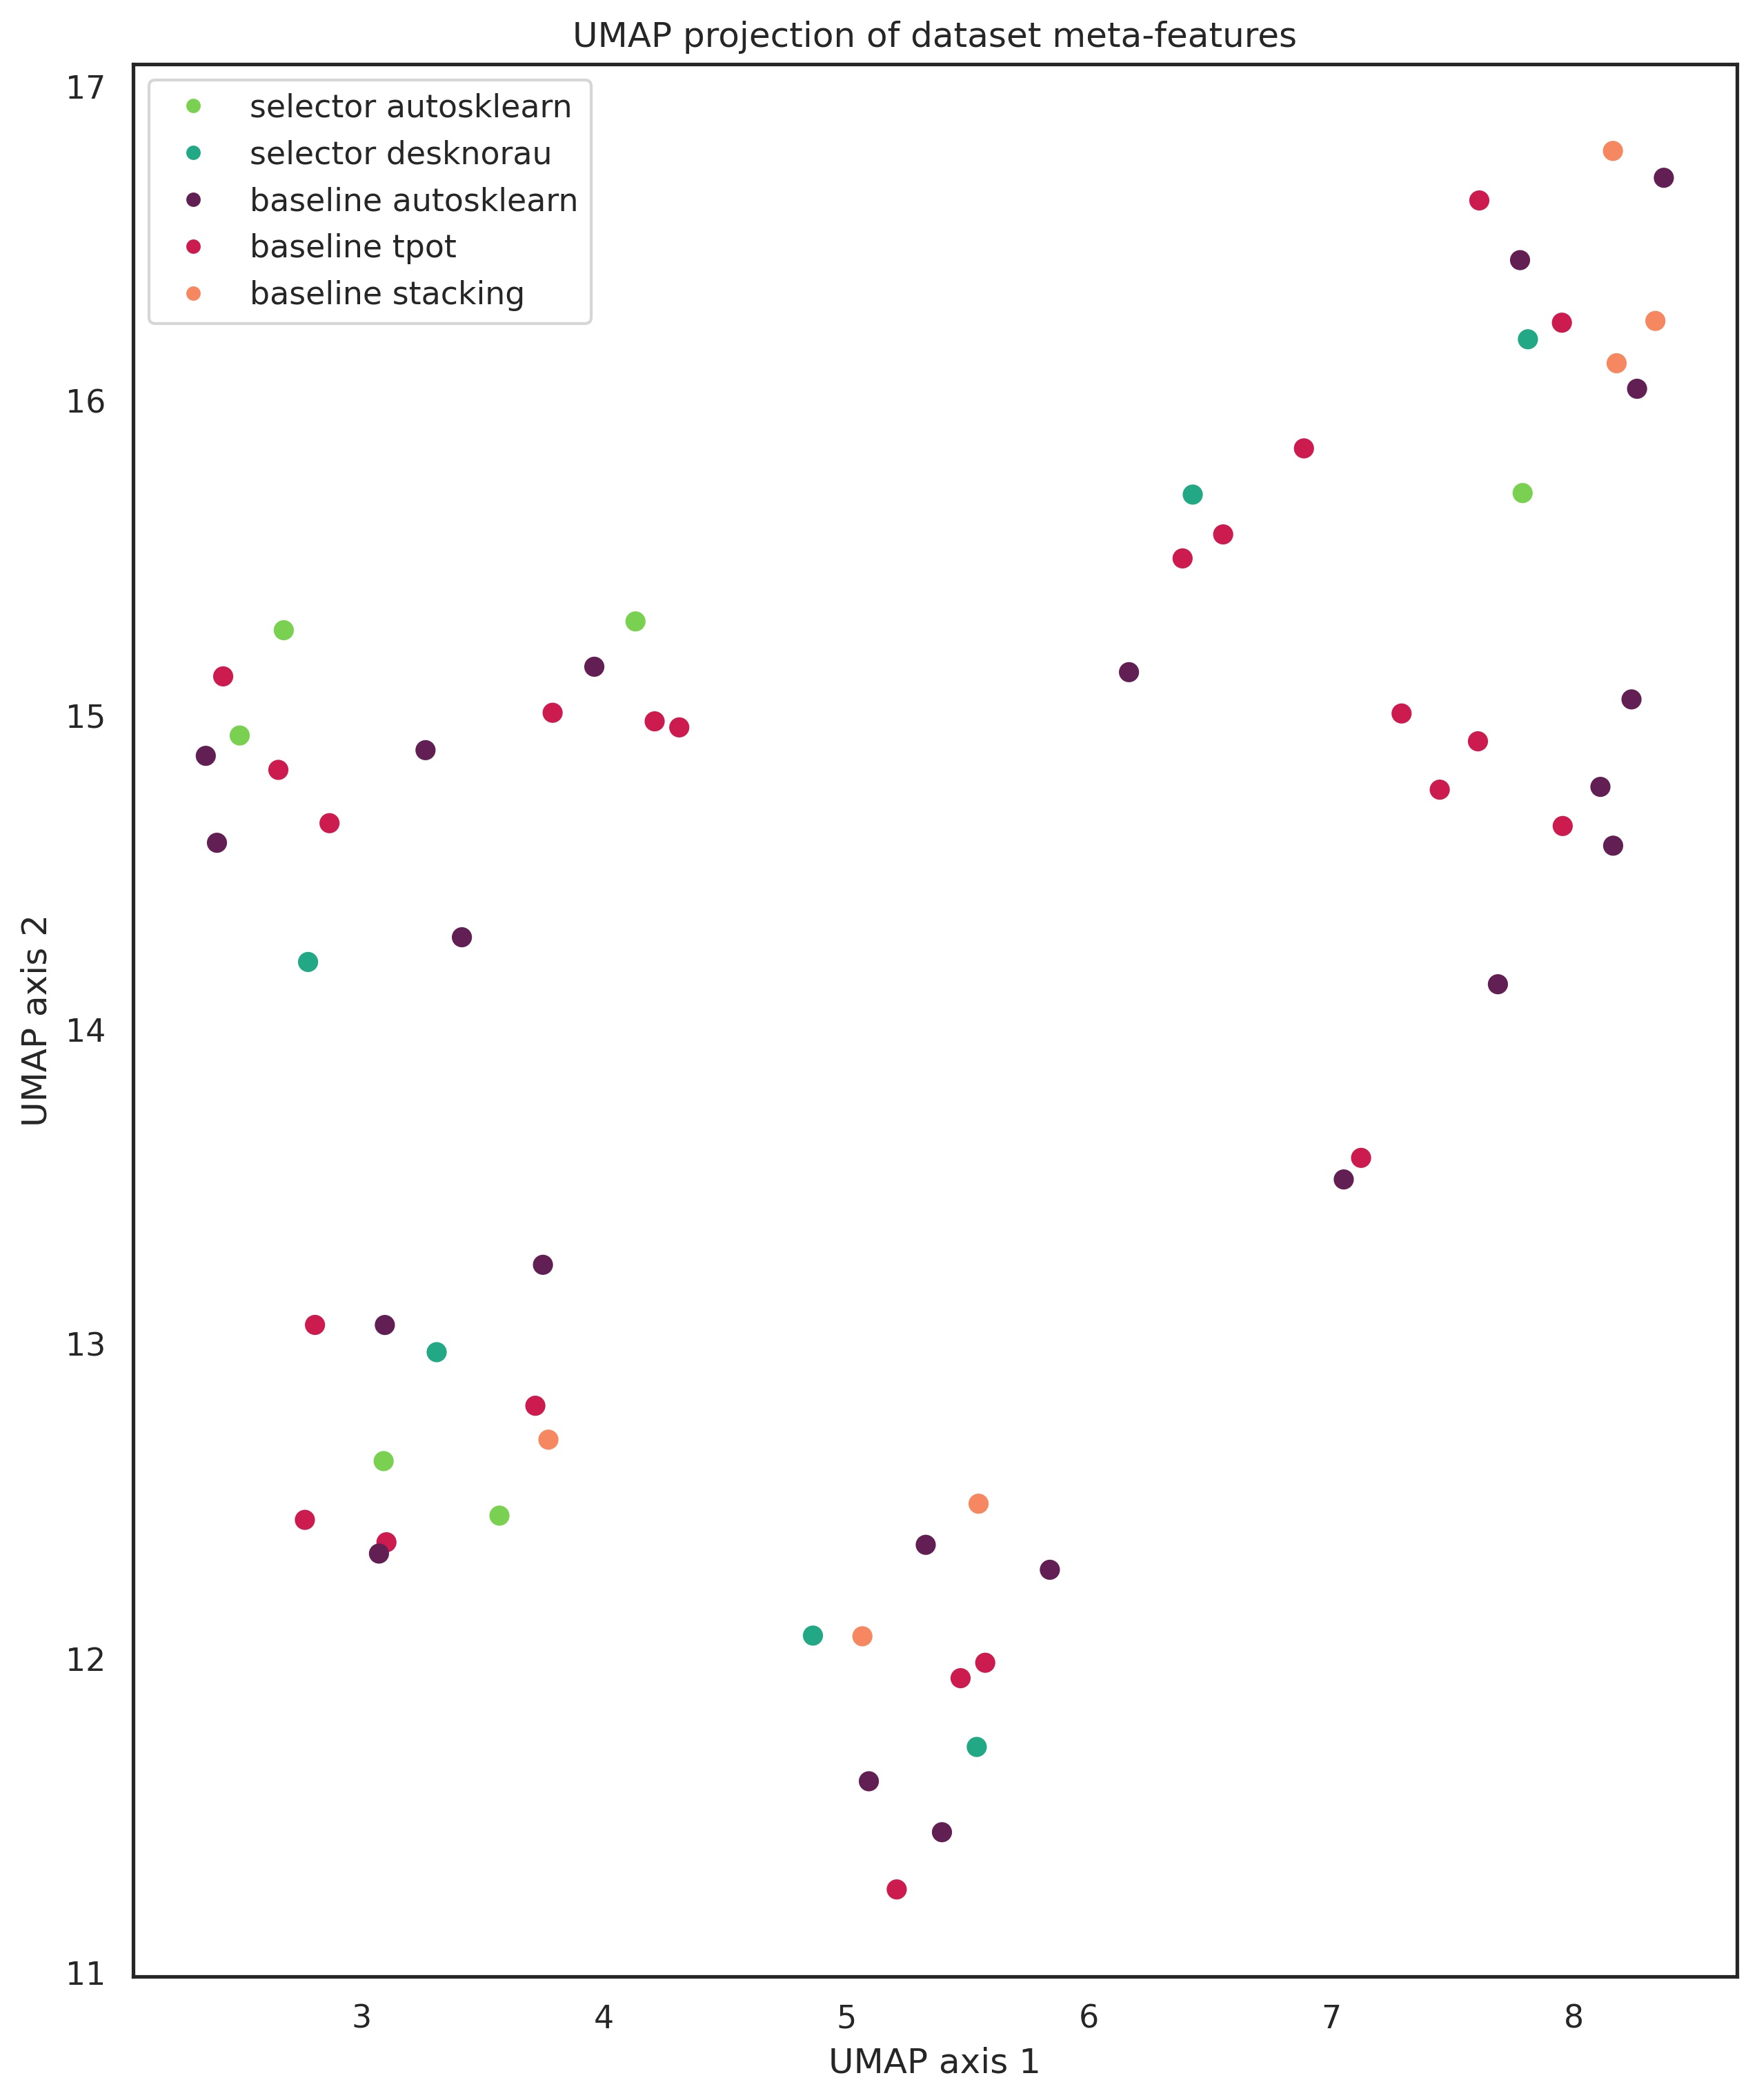 UMAP projection of dataset meta-features
selector autosklearn
selector desknorau
baseline autosklearn
baseline tpot
baseline stacking
17
16
15
14
13
12
11
UMAP axis 2
3 4 5 6 7 8
UMAP axis 1